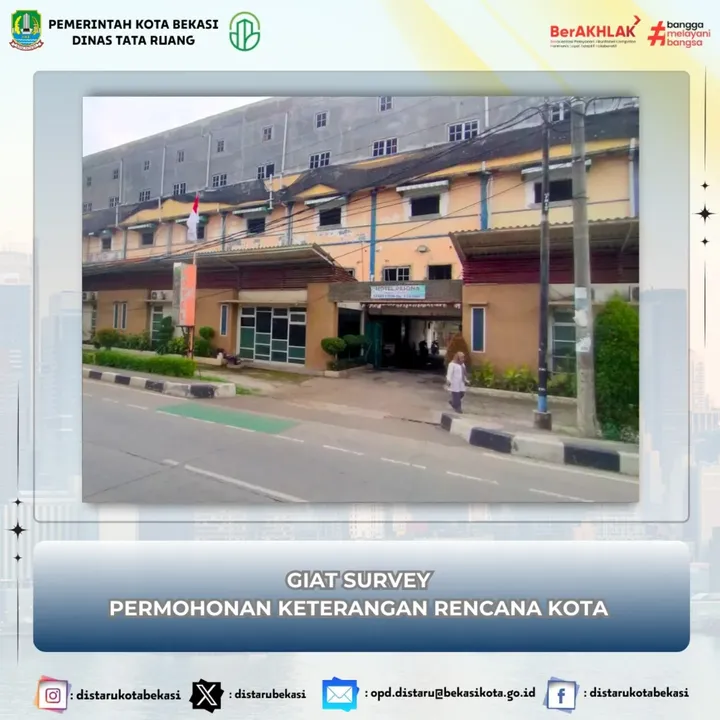 PEMERINTAH KOTA BEKASI
DINAS TATA RUANG
BerAKHLAK
#bangga
melayani
bangsa
HOTEL
GIAT SURVEY
PERMOHONAN KETERANGAN RENCANA KOTA
: distarukotabekasi
: distarubekasi
: opd.distaru@bekasikota.go.id
: distarukotabekasi